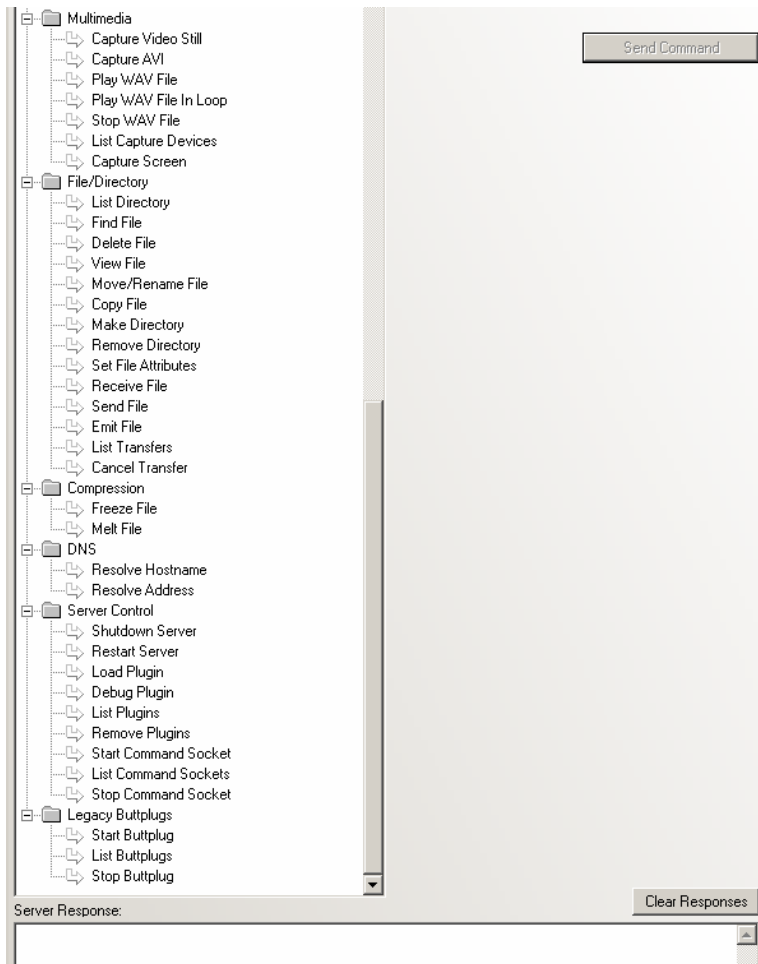 Multimedia
Capture Video Still
Capture AVI
Play WAV File
Play WAV File In Loop
Stop WAV File
List Capture Devices
Capture Screen
File/Directory
List Directory
Find File
Delete File
View File
Move/Rename File
Copy File
Make Directory
Remove Directory
Set File Attributes
Receive File
Send File
Emit File
List Transfers
Cancel Transfer
Compression
Freeze File
Melt File
DNS
Resolve Hostname
Resolve Address
Server Control
Shutdown Server
Restart Server
Load Plugin
Debug Plugin
List Plugins
Remove Plugins
Start Command Socket
List Command Sockets
Stop Command Socket
Legacy Buttplugs
Start Buttplug
List Buttplugs
Stop Buttplug
Send Command
Clear Responses
Server Response: